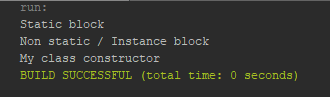 run:
Static block
Non static / Instance block
My class constructor
BUILD SUCCESSFUL (total time: 0 seconds)